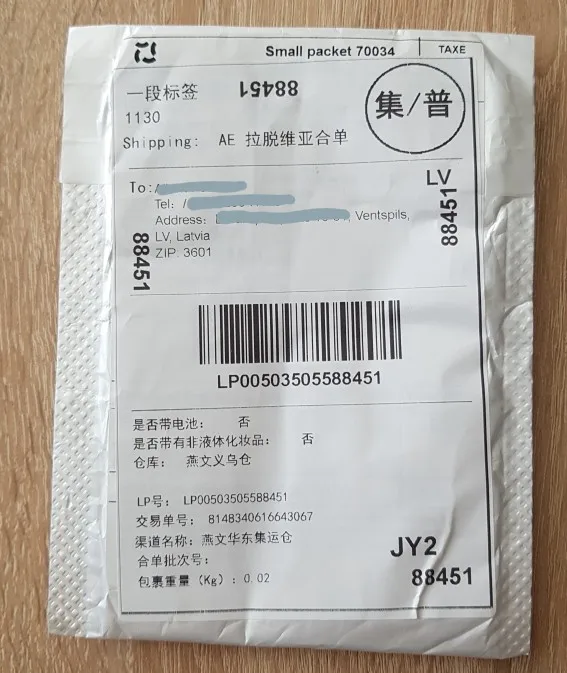 Small packet 70034 TAXE
一段标签 88451
集/普
1130
Shipping: AE 拉脱维亚合单
To:
LV
Tel:
Address: Ventspils,
LV, Latvia
ZIP. 3601
88451
88451
LP00503505588451
是否带电池: 否
是否带有非液体化妆品: 否
仓库: 燕文义乌仓
LP号: LP00503505588451
交易单号: 8148340616643067
渠道名称: 燕文华东集运仓
合单批次号:
包裹重量 (Kg) : 0.02
JY2
88451